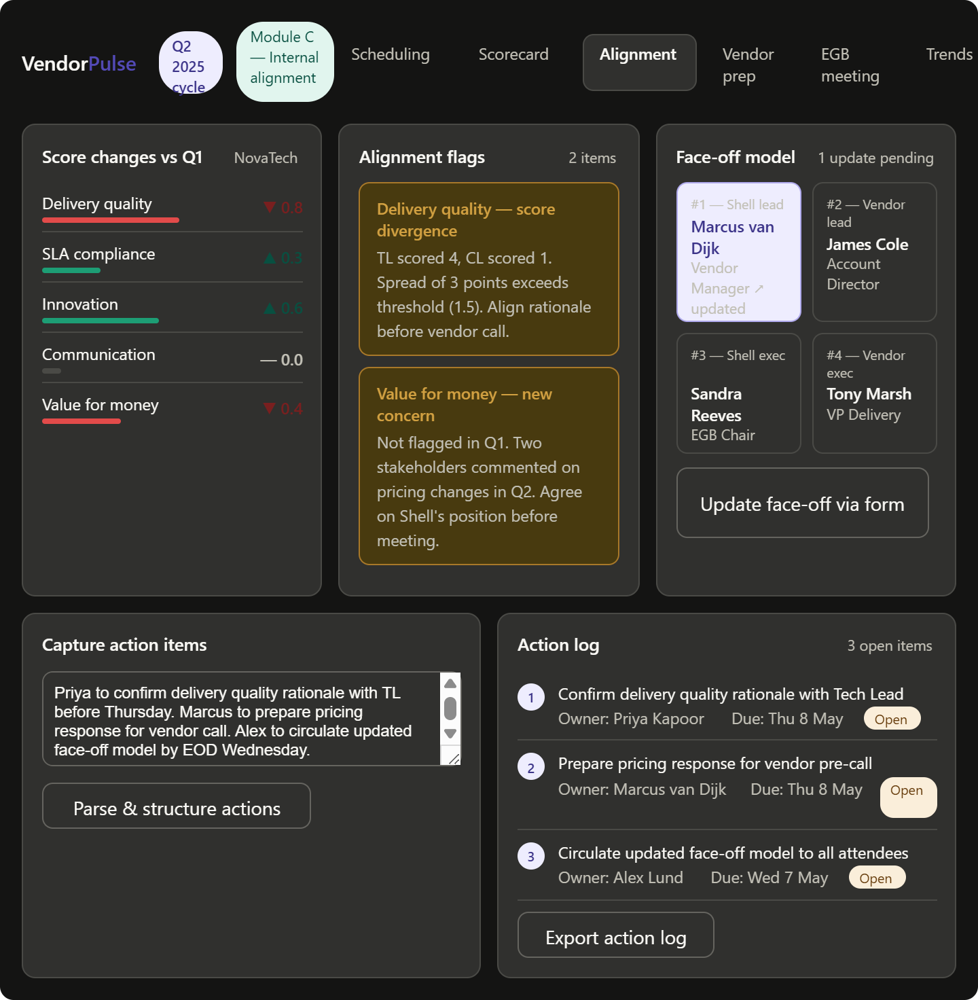 VendorPulse
Q2
2025
cycle
Module C
— Internal
alignment
Scheduling
Scorecard
Alignment
Vendor
prep
EGB
meeting
Trends
Score changes vs Q1
NovaTech
Delivery quality
▼ 0.8
SLA compliance
▲ 0.3
Innovation
▲ 0.6
Communication
— 0.0
Value for money
▼ 0.4
Alignment flags
2 items
Delivery quality — score
divergence
TL scored 4, CL scored 1.
Spread of 3 points exceeds
threshold (1.5). Align rationale
before vendor call.
Value for money — new
concern
Not flagged in Q1. Two
stakeholders commented on
pricing changes in Q2. Agree
on Shell's position before
meeting.
Face-off model
1 update pending
#1 — Shell lead
Marcus van
Dijk
Vendor
Manager ↗
updated
#2 — Vendor
lead
James Cole
Account
Director
#3 — Shell exec
Sandra
Reeves
EGB Chair
#4 — Vendor
exec
Tony Marsh
VP Delivery
Update face-off via form
Capture action items
Priya to confirm delivery quality rationale with TL
before Thursday. Marcus to prepare pricing
response for vendor call. Alex to circulate updated
face-off model by EOD Wednesday.
Parse & structure actions
Action log
3 open items
1
Confirm delivery quality rationale with Tech Lead
Owner: Priya Kapoor Due: Thu 8 May Open
2
Prepare pricing response for vendor pre-call
Owner: Marcus van Dijk Due: Thu 8 May Open
3
Circulate updated face-off model to all attendees
Owner: Alex Lund Due: Wed 7 May Open
Export action log